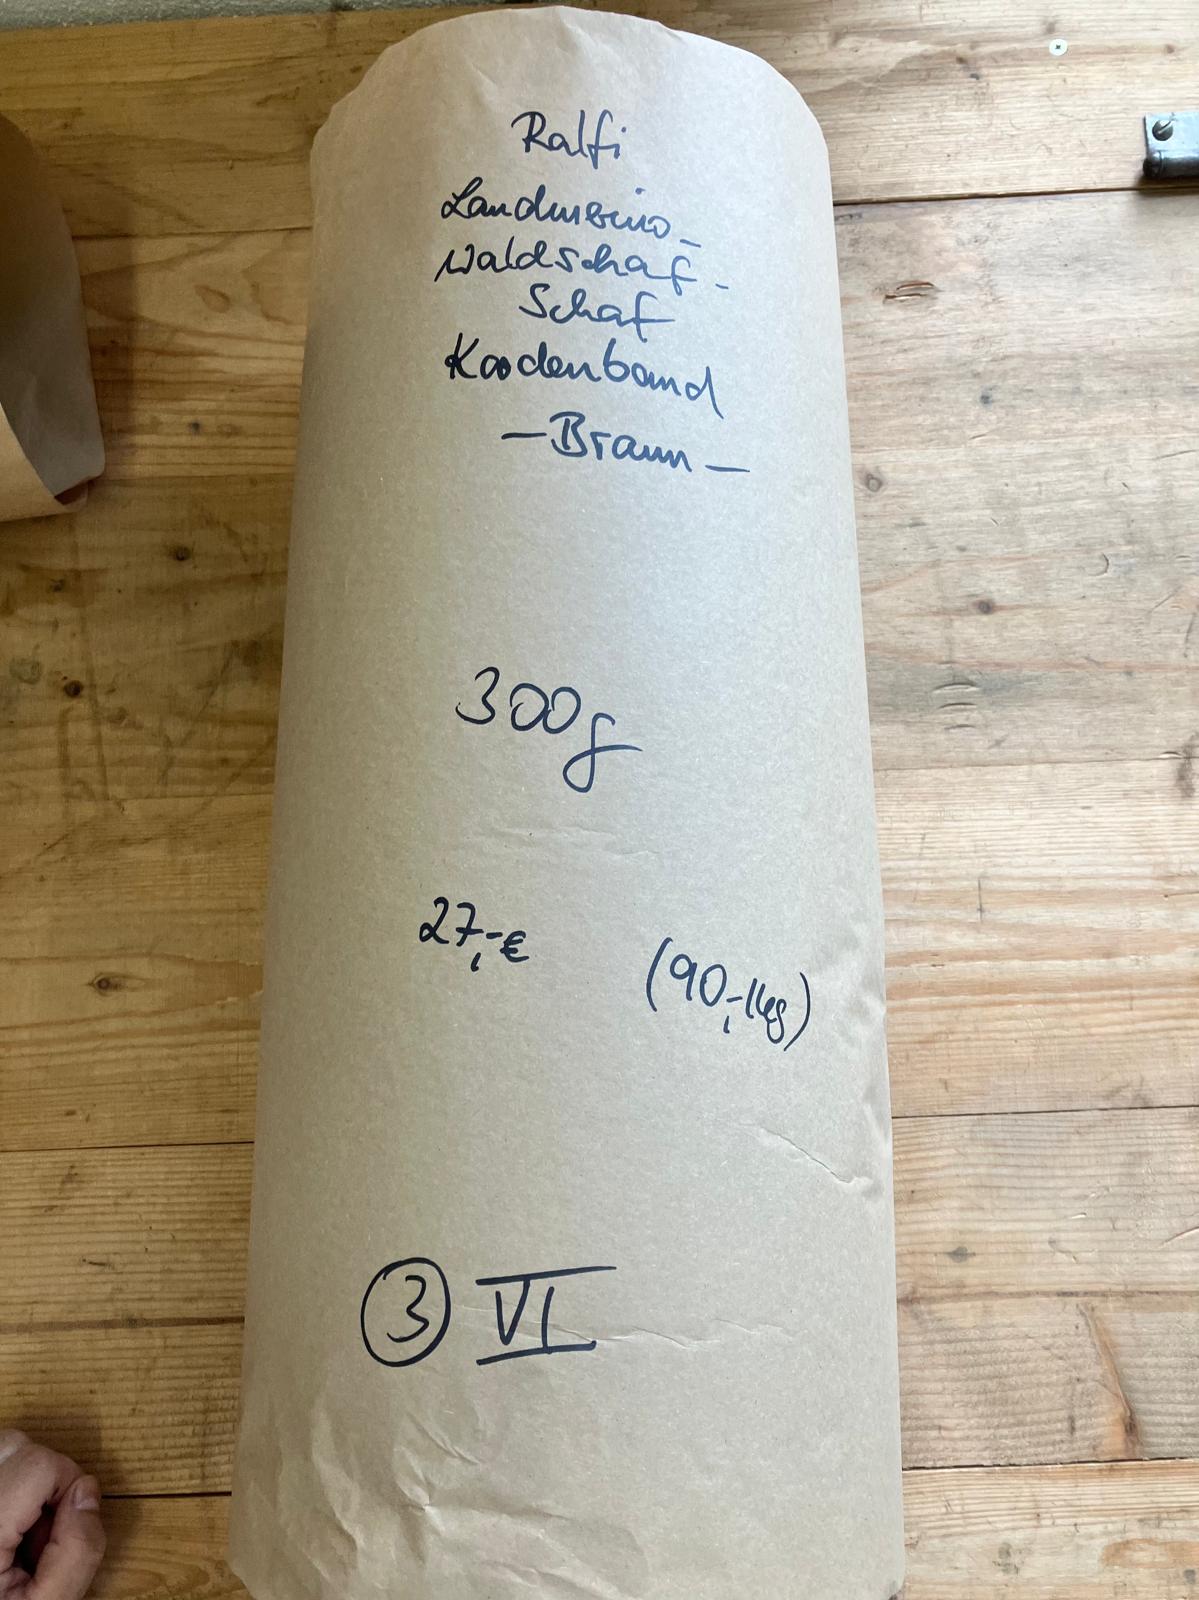 Ralfi
Landmerino-
Waldschaf-
Schaf
Kardenband
- Braun -
300g
27,-€ (90,-/kg)
3 VI